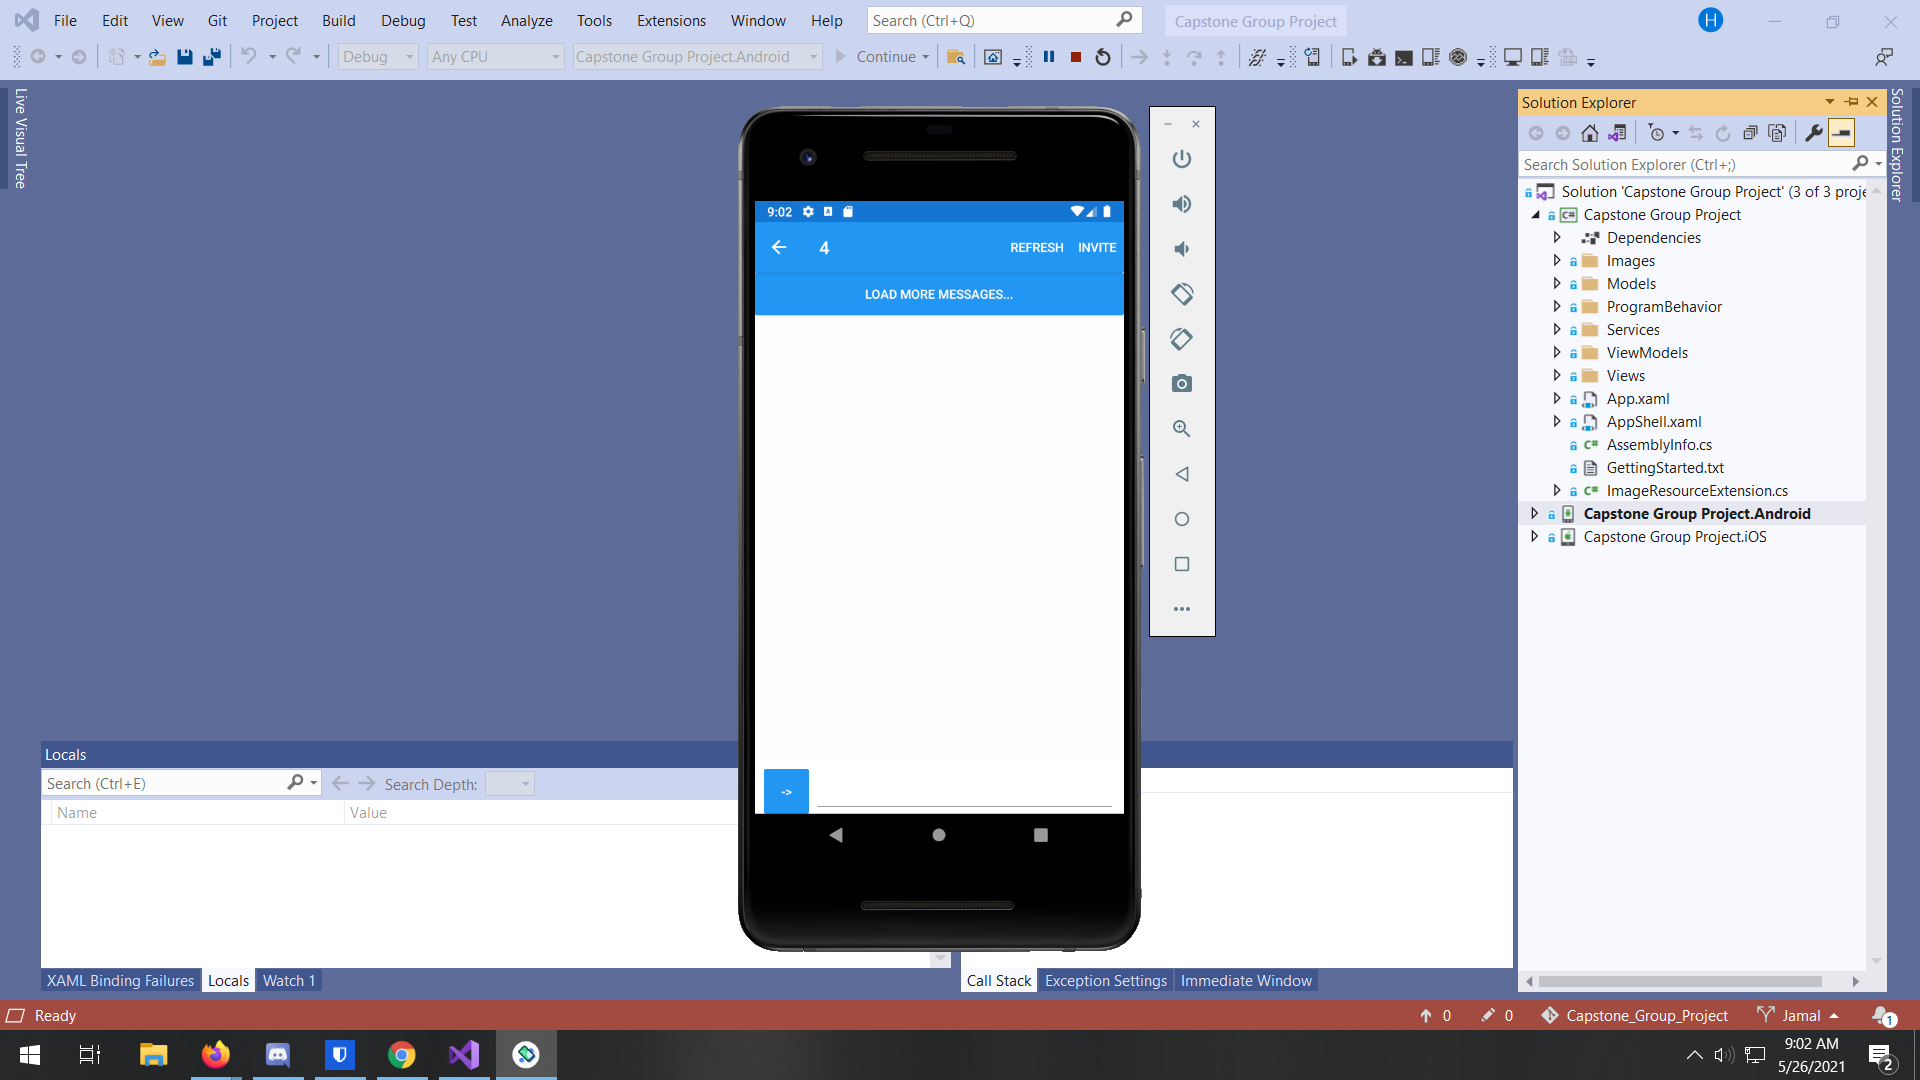 File Edit View Git Project Build Debug Test Analyze Tools Extensions Window Help Search (Ctrl+Q) Capstone Group Project H
Debug Any CPU Capstone Group Project.Android Continue
Live Visual Tree
9:02
4 REFRESH INVITE
LOAD MORE MESSAGES...
->
Solution Explorer
Search Solution Explorer (Ctrl+;)
Solution 'Capstone Group Project' (3 of 3 proje
Capstone Group Project
Dependencies
Images
Models
ProgramBehavior
Services
ViewModels
Views
App.xaml
AppShell.xaml
AssemblyInfo.cs
GettingStarted.txt
ImageResourceExtension.cs
Capstone Group Project.Android
Capstone Group Project.iOS
Solution Explorer
Locals
Search (Ctrl+E) Search Depth:
Name Value
XAML Binding Failures Locals Watch 1
Call Stack Exception Settings Immediate Window
Ready 0 0 Capstone_Group_Project Jamal 1
9:02 AM
5/26/2021
2